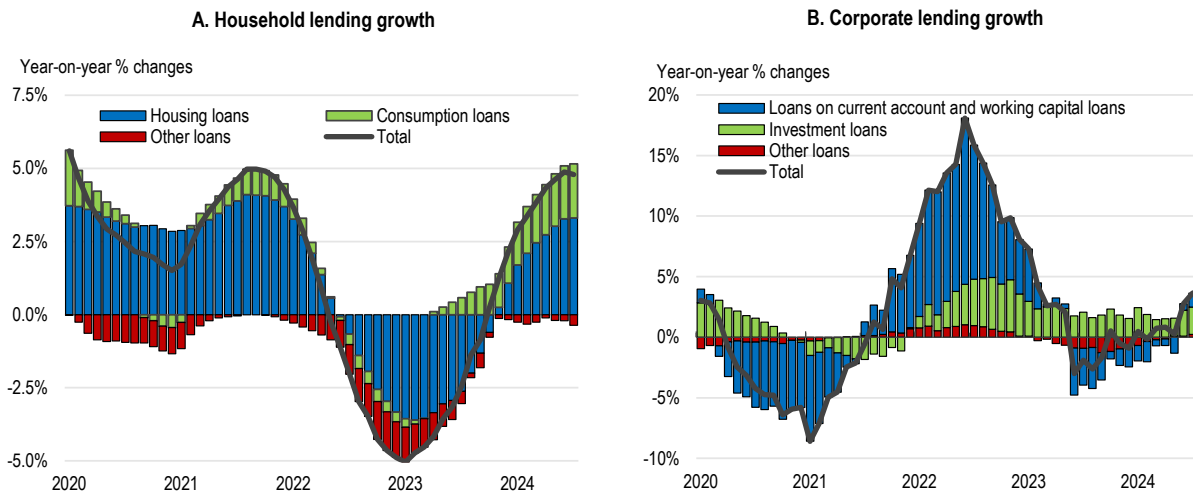 A. Household lending growth
Year-on-year % changes
7.5%
5.0%
2.5%
0.0%
-2.5%
-5.0%
Housing loans
Consumption loans
Other loans
Total
2020
2021
2022
2023
2024
B. Corporate lending growth
Year-on-year % changes
20%
15%
10%
5%
0%
-5%
-10%
Loans on current account and working capital loans
Investment loans
Other loans
Total
2020
2021
2022
2023
2024